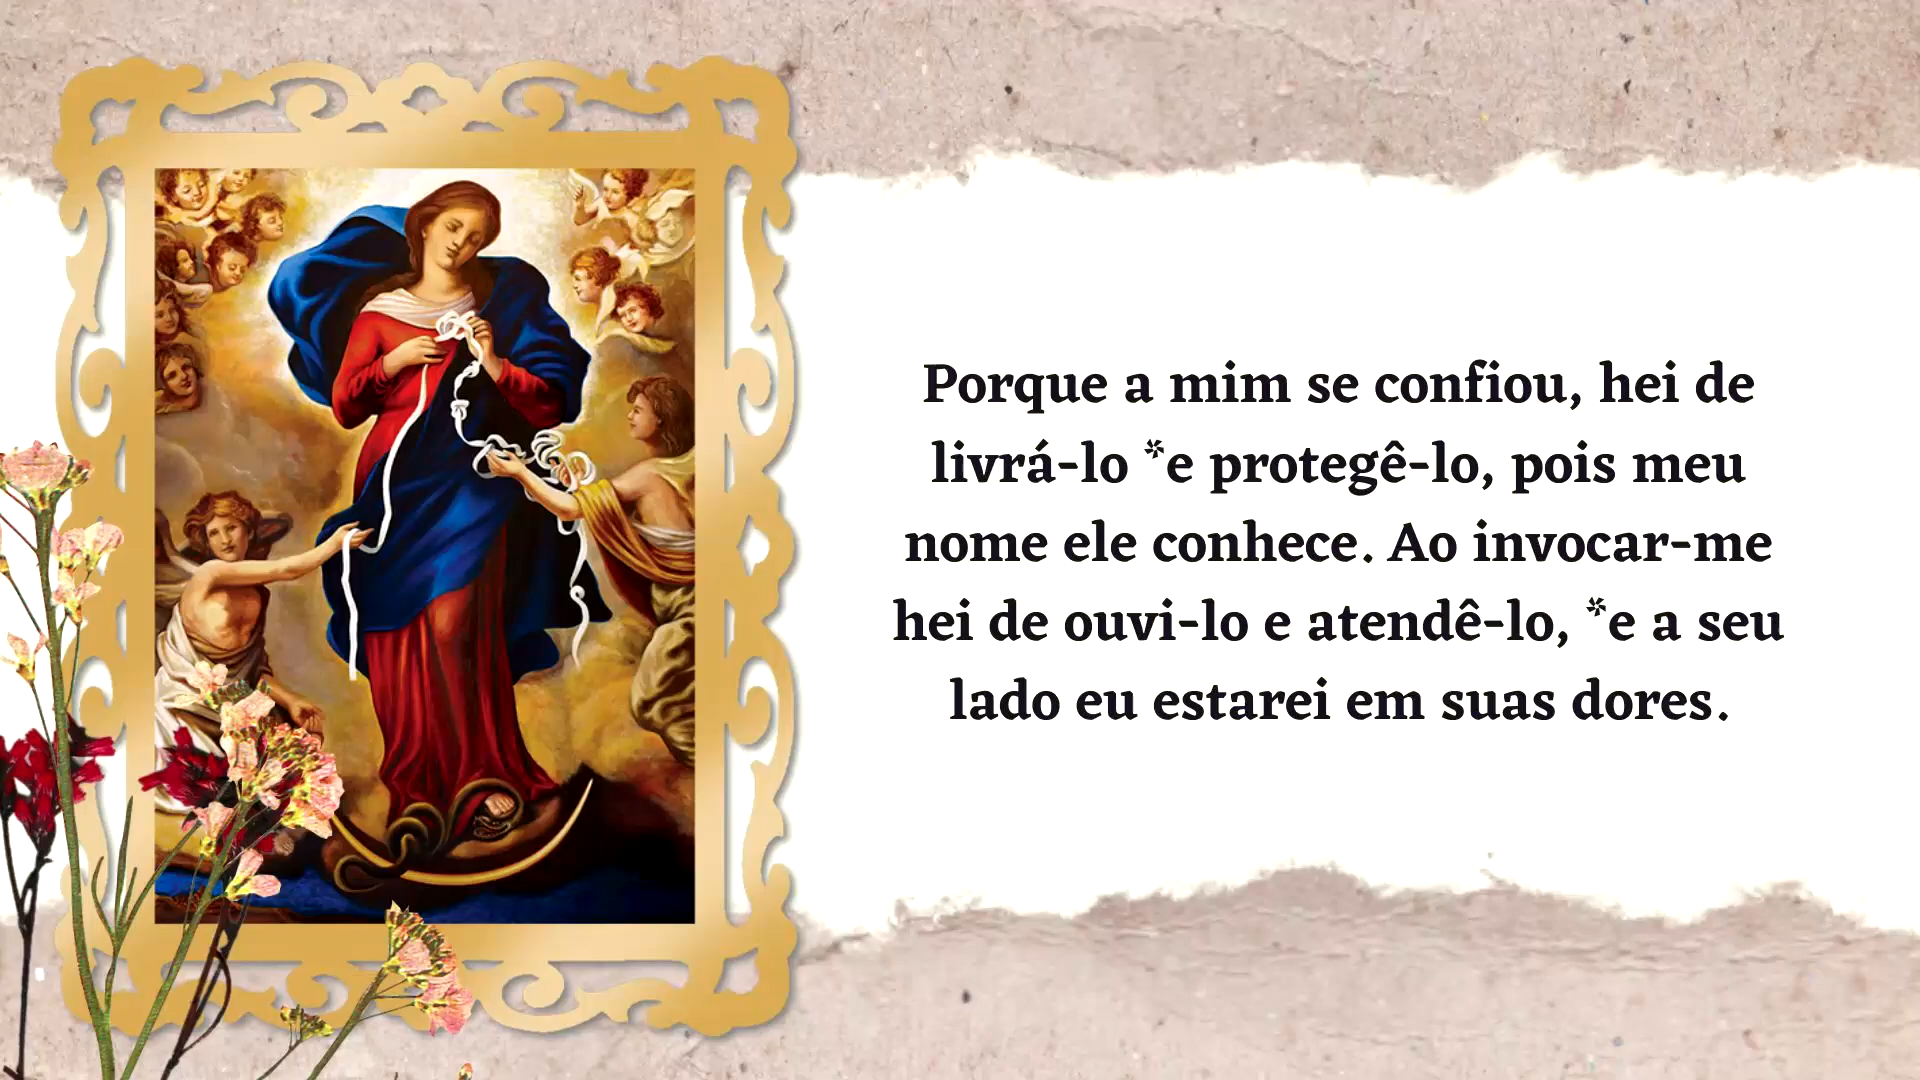 Porque a mim se confiou, hei de
livrá-lo *e protegê-lo, pois meu
nome ele conhece. Ao invocar-me
hei de ouvi-lo e atendê-lo, *e a seu
lado eu estarei em suas dores.